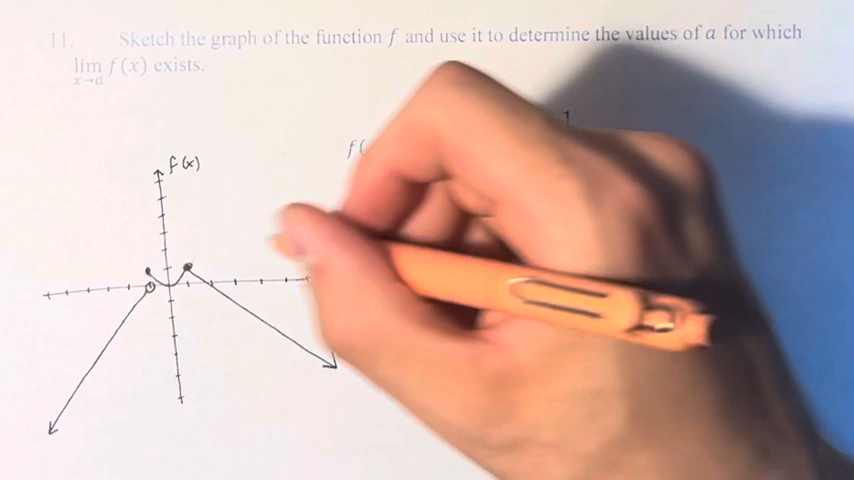 11. Sketch the graph of the function f and use it to determine the values of a for which
lim f(x) exists.
x→a
f(
f(x)